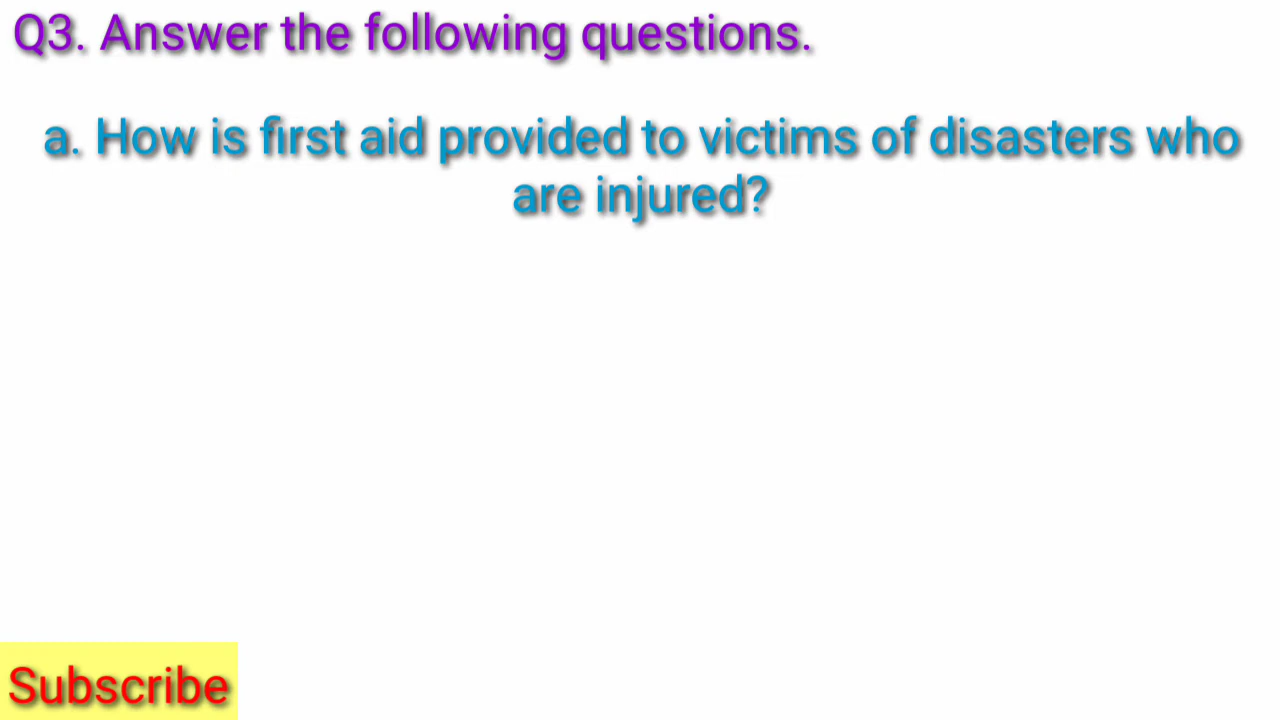 Q3. Answer the following questions.
a. How is first aid provided to victims of disasters who
are injured?
Subscribe